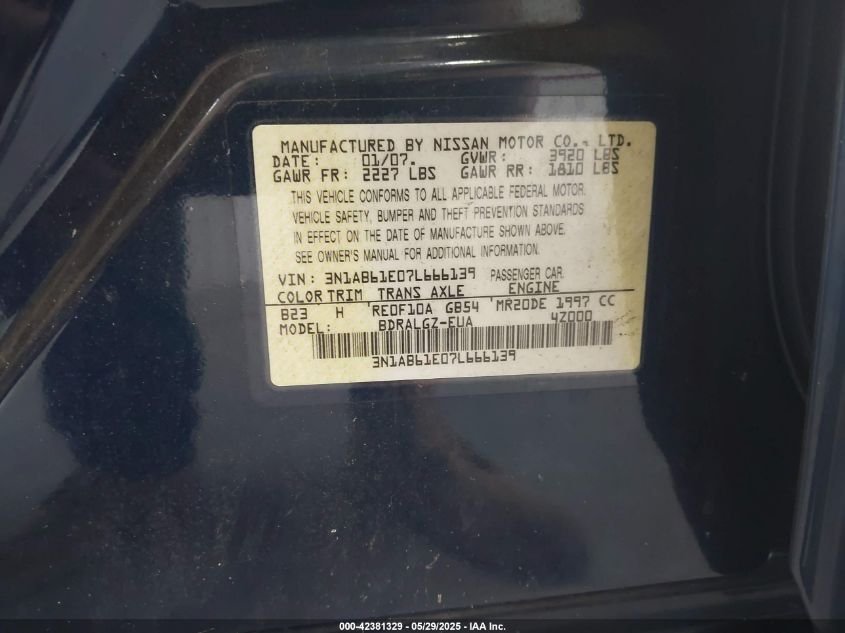 MANUFACTURED BY NISSAN MOTOR CO., LTD.
DATE: 01/07. GVWR: 3920 LBS
GAWR FR: 2227 LBS GAWR RR: 1810 LBS
THIS VEHICLE CONFORMS TO ALL APPLICABLE FEDERAL MOTOR
VEHICLE SAFETY, BUMPER AND THEFT PREVENTION STANDARDS
IN EFFECT ON THE DATE OF MANUFACTURE SHOWN ABOVE.
SEE OWNER'S MANUAL FOR ADDITIONAL INFORMATION.
VIN: 3N1AB61E07L666139 PASSENGER CAR
COLOR TRIM TRANS AXLE ENGINE
B23 H RE0F10A GB54 MR20DE 1997 CC
MODEL: BDRALGZ-EUA 4Z000
3N1AB61E07L666139
000-42381329 - 05/29/2025 - IAA Inc.